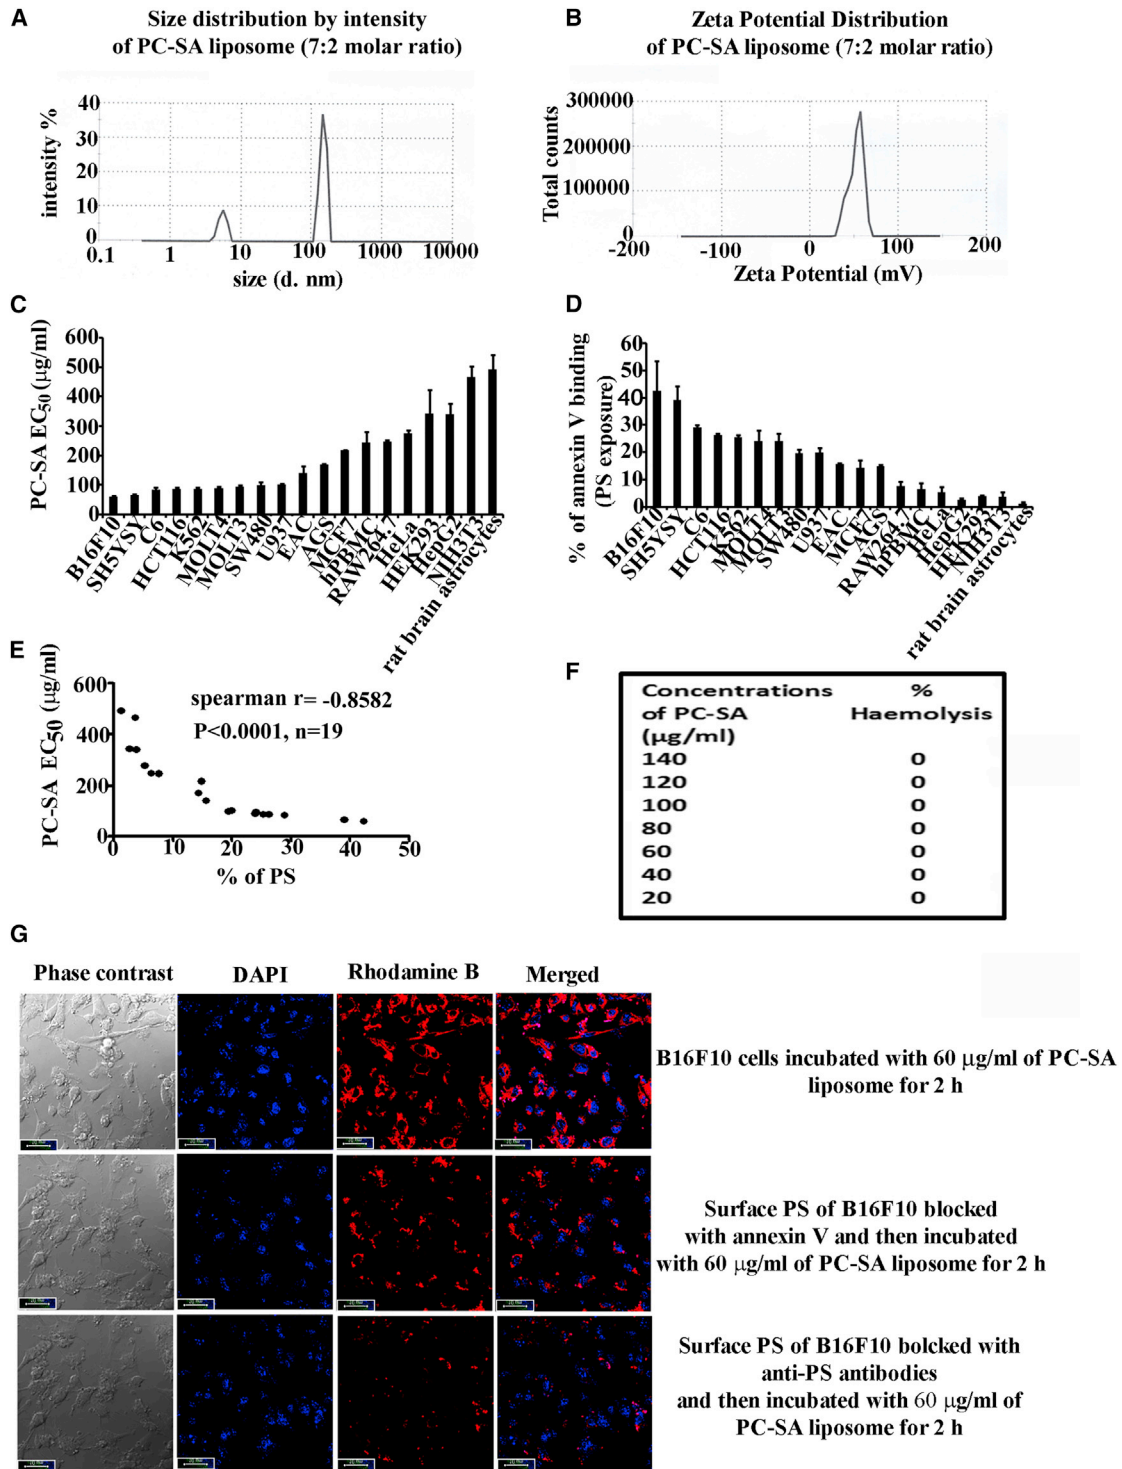 A
Size distribution by intensity
of PC-SA liposome (7:2 molar ratio)
intensity %
40
30
20
10
0
0.1 1 10 100 1000 10000
size (d. nm)
B
Zeta Potential Distribution
of PC-SA liposome (7:2 molar ratio)
Total counts
300000
200000
100000
0
-200 -100 0 100 200
Zeta Potential (mV)
C
PC-SA EC50 (µg/ml)
600
500
400
300
200
100
0
B16F10
SH5YSY
C6
HCT116
K562
MOLT4
MOLT3
SW480
U937
EAC
AGS
MCF7
hPBMC
RAW264.7
HeLa
HEK293
HepG2
NIH3T3
rat brain astrocytes
D
% of annexin V binding
(PS exposure)
60
50
40
30
20
10
0
B16F10
SH5YSY
C6
HCT116
K562
MOLT4
MOLT3
SW480
U937
EAC
MCF7
AGS
RAW267.7
hPBMC
HeLa
HepG2
HEK293
NIH3T3
rat brain astrocytes
E
PC-SA EC50 (µg/ml)
600
400
200
0
spearman r= -0.8582
P<0.0001, n=19
0 10 20 30 40 50
% of PS
F
Concentrations %
of PC-SA Haemolysis
(µg/ml)
140 0
120 0
100 0
80 0
60 0
40 0
20 0
G
Phase contrast DAPI Rhodamine B Merged
B16F10 cells incubated with 60 µg/ml of PC-SA
liposome for 2 h
Surface PS of B16F10 blocked
with annexin V and then incubated
with 60 µg/ml of PC-SA liposome for 2 h
Surface PS of B16F10 bolcked with
anti-PS antibodies
and then incubated with 60 µg/ml of
PC-SA liposome for 2 h